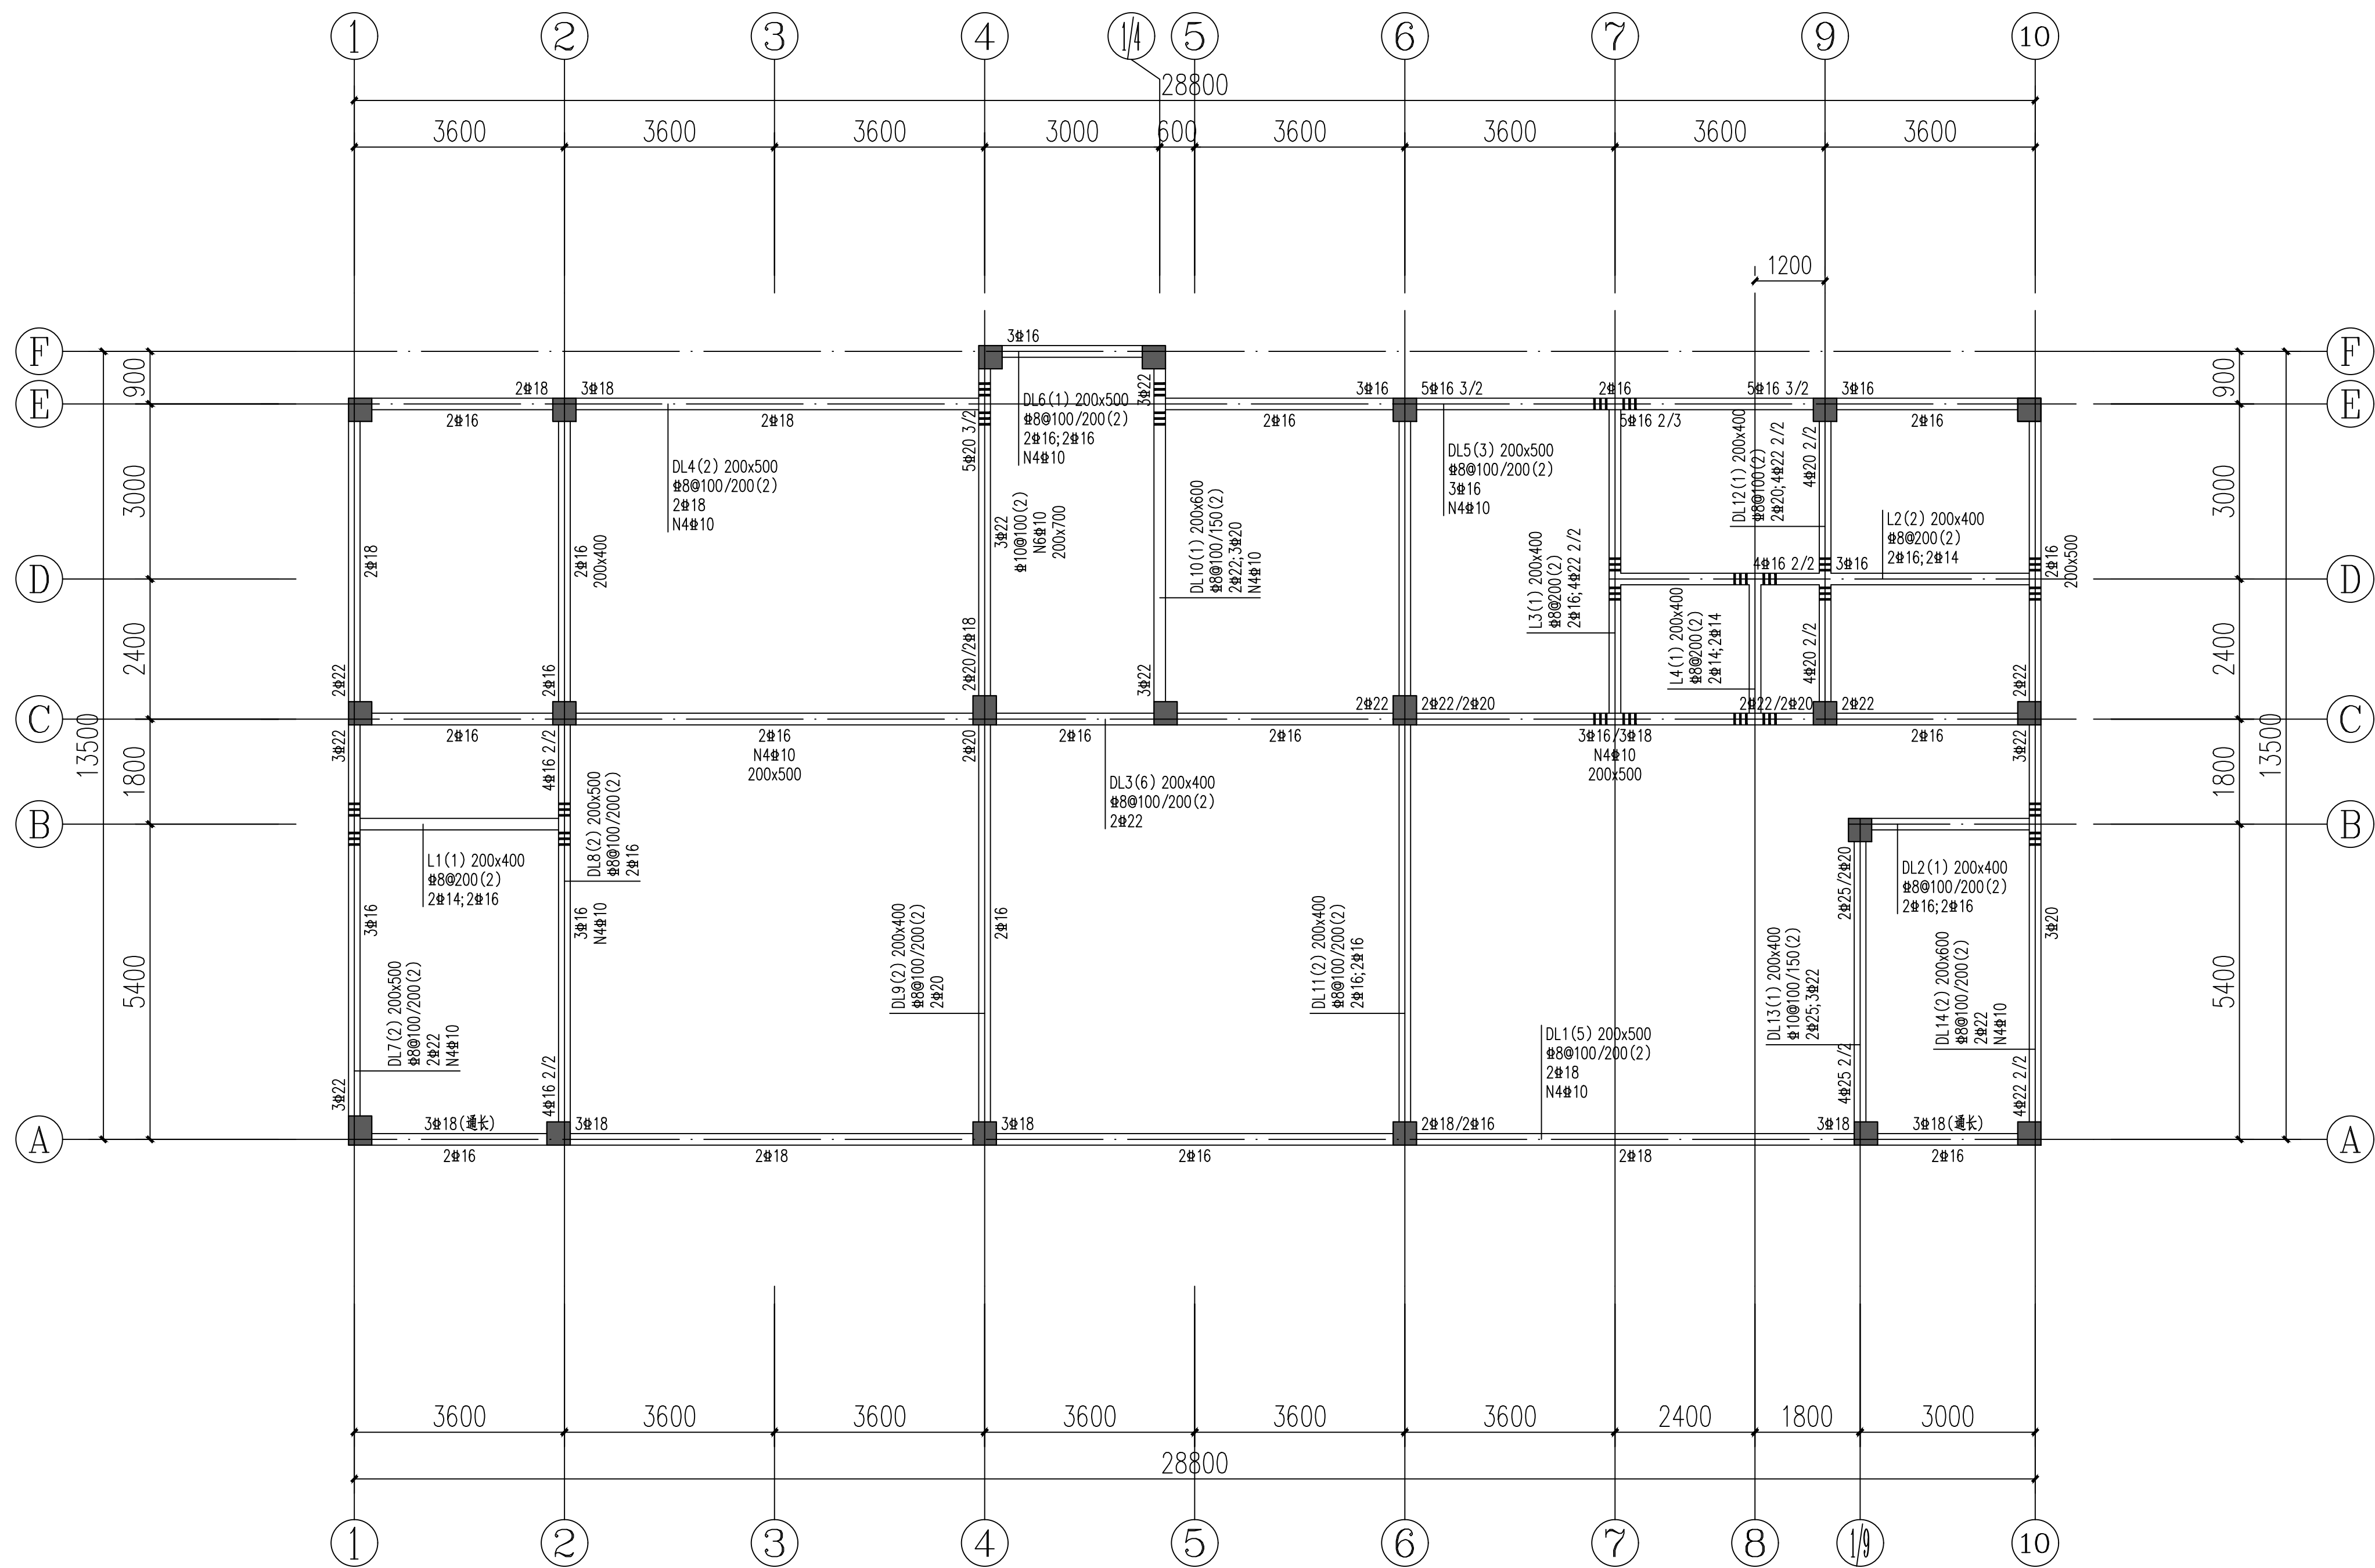 1 2 3 4 1/4 5 6 7 9 10
28800
3600 3600 3600 3000 600 3600 3600 3600 3600
1200
F F
900 900
E E
3000 3000
D D
2400 2400
C C
13500 13500
1800 1800
B B
5400 5400
A A
3⌀16
2⌀18 3⌀18
3⌀16 5⌀16 3/2 2⌀16 5⌀16 3/2 3⌀16
2⌀16 2⌀18 2⌀16 5⌀16 2/3 2⌀16
DL4(2) 200x500
⌀8@100/200(2)
2⌀18
N4⌀10
DL6(1) 200x500
⌀8@100/200(2)
2⌀16;2⌀16
N4⌀10
DL5(3) 200x500
⌀8@100/200(2)
3⌀16
N4⌀10
L2(2) 200x400
⌀8@200(2)
2⌀16;2⌀14
4⌀16 2/2 3⌀16
5⌀20 3/2
3⌀22
3⌀22
⌀10@100(2)
N6⌀10
200x700
DL10(1) 200x600
⌀8@100/150(2)
2⌀22;3⌀20
N4⌀10
DL12(1) 200x400
⌀8@100(2)
2⌀20;4⌀22 2/2
4⌀20 2/2
L3(1) 200x400
⌀8@200(2)
2⌀16;4⌀22 2/2
L4(1) 200x400
⌀8@200(2)
2⌀14;2⌀14
4⌀20 2/2
2⌀16
200x500
2⌀18
2⌀16
200x400
2⌀22
2⌀16
2⌀20/2⌀18
3⌀22
2⌀22
2⌀22 2⌀22/2⌀20 2⌀22/2⌀20 2⌀22
2⌀16 2⌀16 2⌀16 2⌀16 3⌀16/3⌀18 2⌀16
N4⌀10 N4⌀10
200x500 200x500
DL3(6) 200x400
⌀8@100/200(2)
2⌀22
3⌀22
4⌀16 2/2
2⌀20
3⌀22
DL8(2) 200x500
⌀8@100/200(2)
2⌀16
L1(1) 200x400
⌀8@200(2)
2⌀14;2⌀16
DL2(1) 200x400
⌀8@100/200(2)
2⌀16;2⌀16
2⌀25/2⌀20
3⌀16
3⌀16
N4⌀10
DL9(2) 200x400
⌀8@100/200(2)
2⌀20
2⌀16
DL11(2) 200x400
⌀8@100/200(2)
2⌀16;2⌀16
3⌀20
DL7(2) 200x500
⌀8@100/200(2)
2⌀22
N4⌀10
DL13(1) 200x400
⌀10@100/150(2)
2⌀25;3⌀22
DL14(2) 200x600
⌀8@100/200(2)
2⌀22
N4⌀10
DL1(5) 200x500
⌀8@100/200(2)
2⌀18
N4⌀10
3⌀22
4⌀16 2/2
4⌀25 2/2
4⌀22 2/2
3⌀18(通长) 3⌀18 3⌀18 2⌀18/2⌀16 3⌀18 3⌀18(通长)
2⌀16 2⌀18 2⌀16 2⌀18 2⌀16
3600 3600 3600 3600 3600 3600 2400 1800 3000
28800
1 2 3 4 5 6 7 8 1/9 10